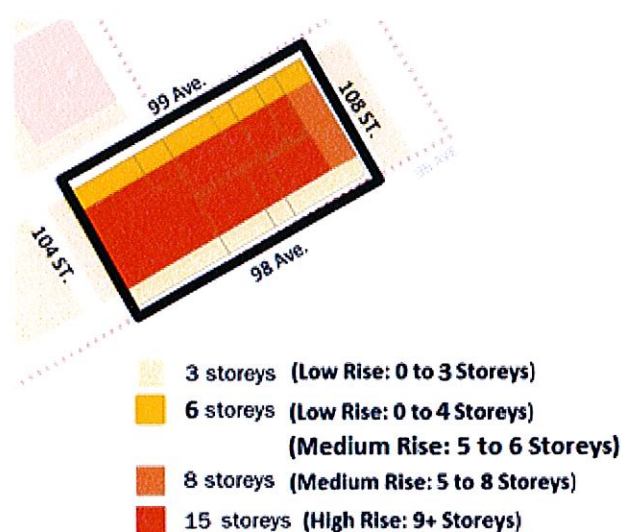 99 Ave.
108 ST.
98 AVE
104 ST.
98 Ave.
3 storeys (Low Rise: 0 to 3 Storeys)
6 storeys (Low Rise: 0 to 4 Storeys)
(Medium Rise: 5 to 6 Storeys)
8 storeys (Medium Rise: 5 to 8 Storeys)
15 storeys (High Rise: 9+ Storeys)